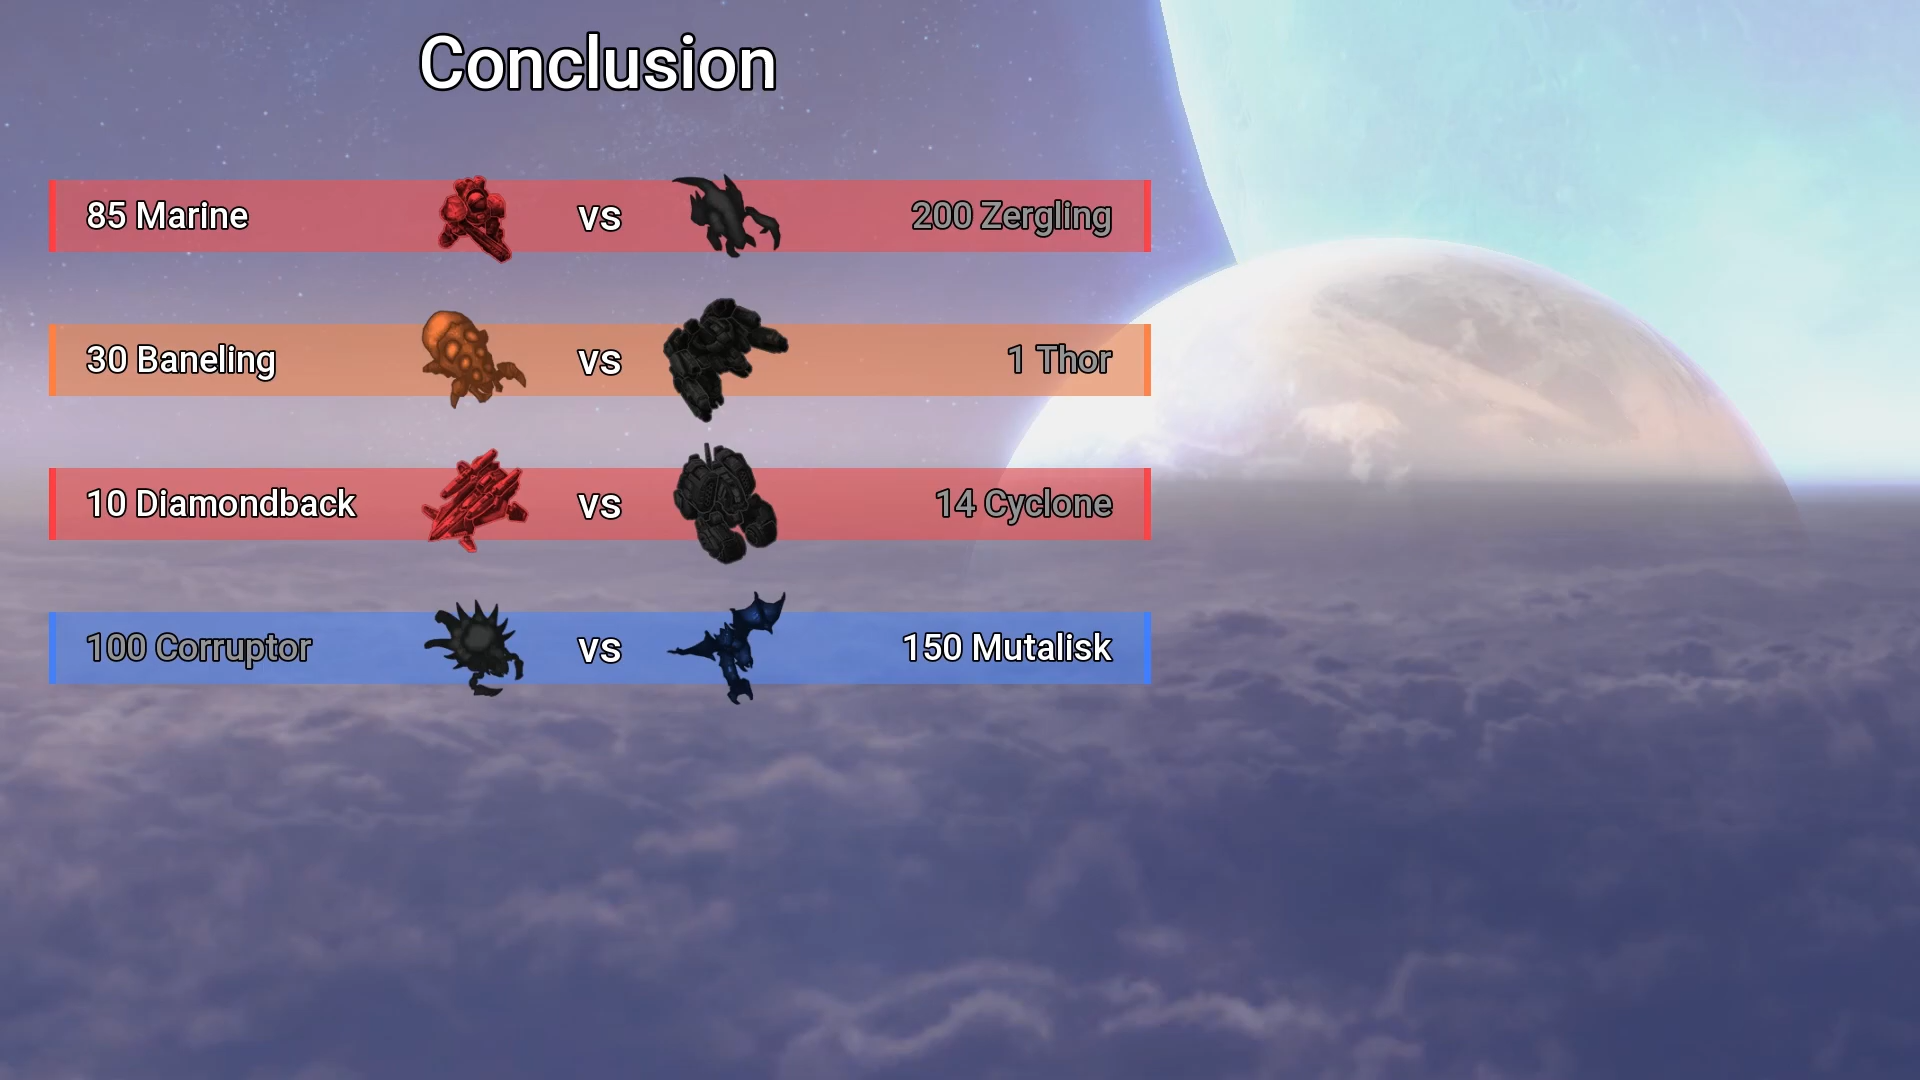 Conclusion
85 Marine vs 200 Zergling
30 Baneling vs 1 Thor
10 Diamondback vs 14 Cyclone
100 Corruptor vs 150 Mutalisk